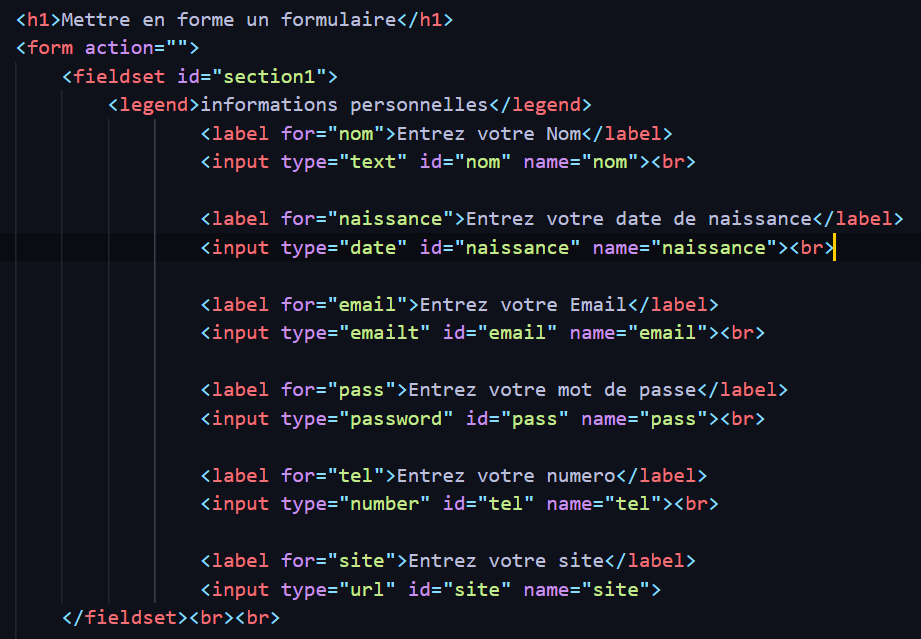 <h1>Mettre en forme un formulaire</h1>
<form action="">
<fieldset id="section1">
<legend>informations personnelles</legend>
<label for="nom">Entrez votre Nom</label>
<input type="text" id="nom" name="nom"><br>
<label for="naissance">Entrez votre date de naissance</label>
<input type="date" id="naissance" name="naissance"><br>
<label for="email">Entrez votre Email</label>
<input type="emailt" id="email" name="email"><br>
<label for="pass">Entrez votre mot de passe</label>
<input type="password" id="pass" name="pass"><br>
<label for="tel">Entrez votre numero</label>
<input type="number" id="tel" name="tel"><br>
<label for="site">Entrez votre site</label>
<input type="url" id="site" name="site">
</fieldset><br><br>